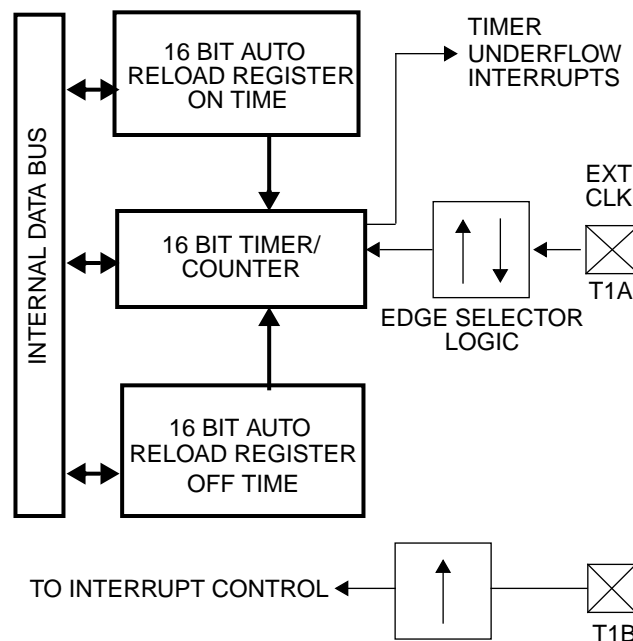 16 BIT AUTO
RELOAD REGISTER
ON TIME
TIMER
UNDERFLOW
INTERRUPTS
INTERNAL DATA BUS
EXT
CLK
16 BIT TIMER/
COUNTER
T1A
EDGE SELECTOR
LOGIC
16 BIT AUTO
RELOAD REGISTER
OFF TIME
TO INTERRUPT CONTROL
T1B